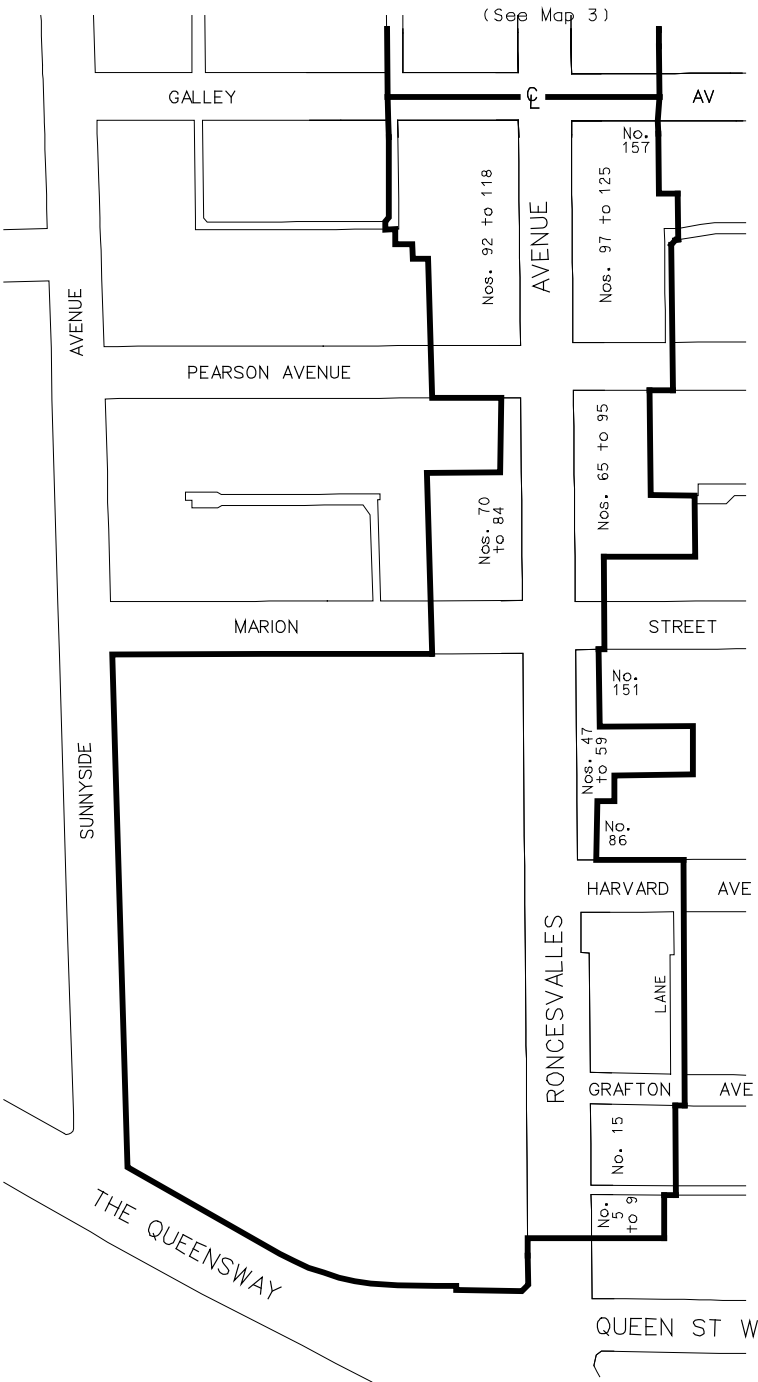 (See Map 3)
GALLEY
℄
AV
No.
157
Nos. 92 to 118
AVENUE
Nos. 97 to 125
AVENUE
PEARSON AVENUE
Nos. 65 to 95
Nos. 70
to 84
MARION
STREET
No.
151
Nos. 47
to 59
SUNNYSIDE
No.
86
HARVARD
AVE
RONCESVALLES
LANE
GRAFTON
AVE
No. 15
No.
5
to 9
THE QUEENSWAY
QUEEN ST W